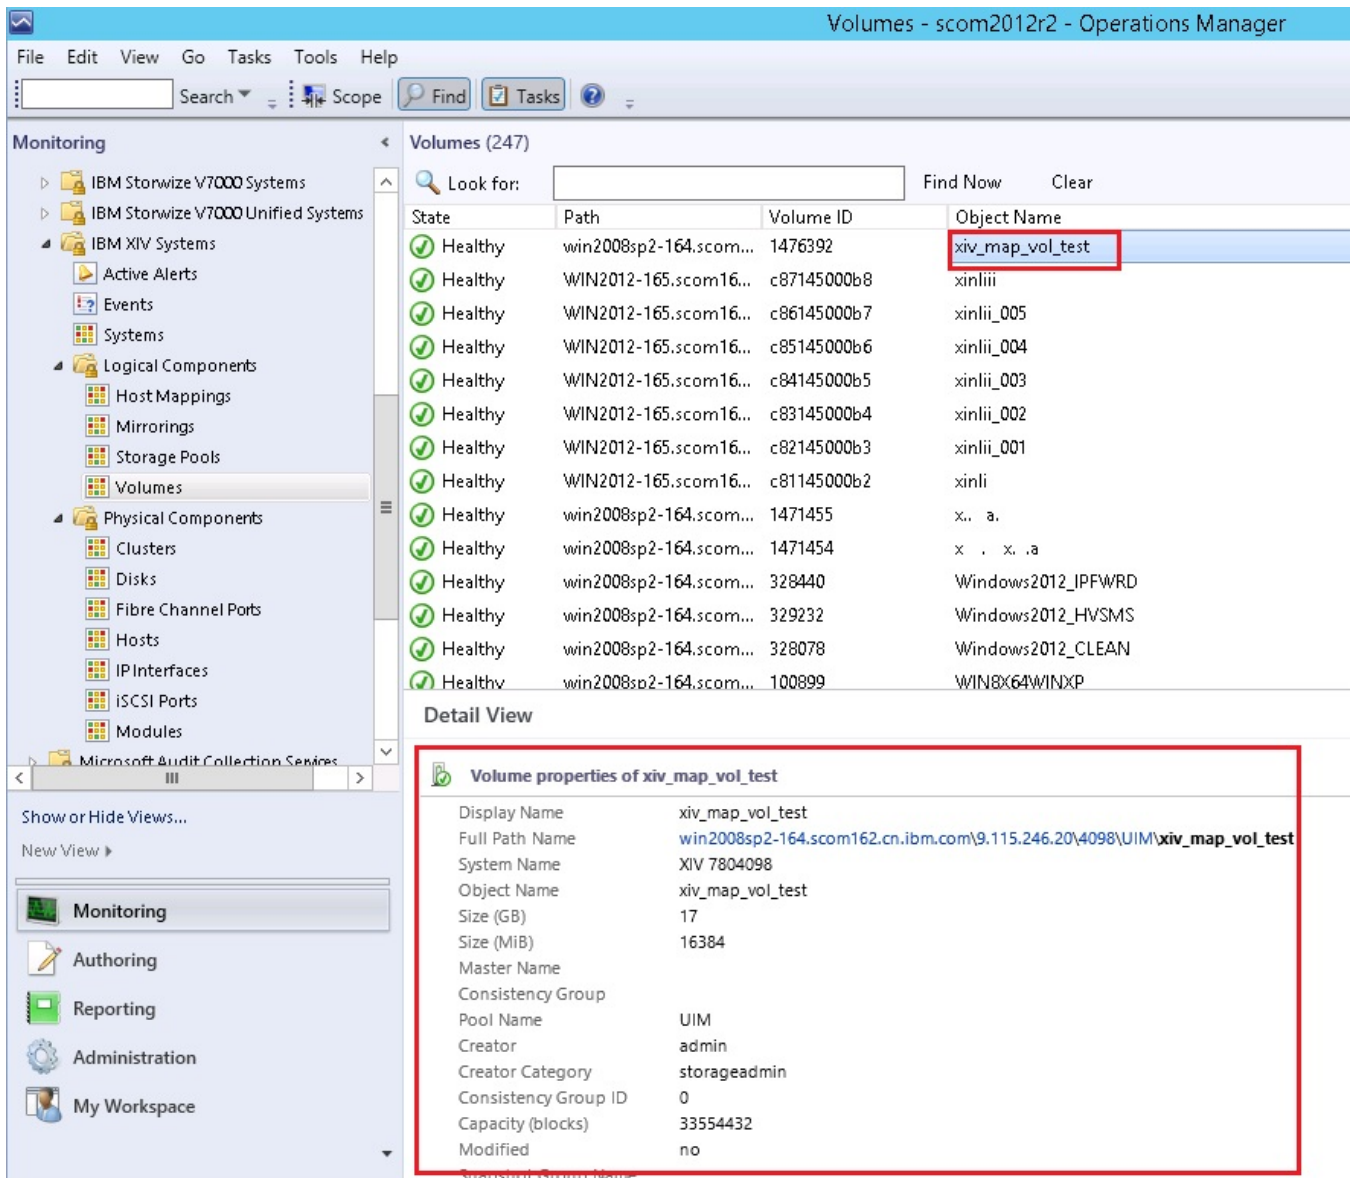 Volumes - scom2012r2 - Operations Manager
File Edit View Go Tasks Tools Help
Search Scope Find Tasks
Monitoring
IBM Storwize V7000 Systems
IBM Storwize V7000 Unified Systems
IBM XIV Systems
Active Alerts
Events
Systems
Logical Components
Host Mappings
Mirrorings
Storage Pools
Volumes
Physical Components
Clusters
Disks
Fibre Channel Ports
Hosts
IP Interfaces
iSCSI Ports
Modules
Microsoft Audit Collection Services
Show or Hide Views...
New View
Monitoring
Authoring
Reporting
Administration
My Workspace
Volumes (247)
Look for: Find Now Clear
State Path Volume ID Object Name
Healthy win2008sp2-164.scom... 1476392 xiv_map_vol_test
Healthy WIN2012-165.scom16... c87145000b8 xinliii
Healthy WIN2012-165.scom16... c86145000b7 xinlii_005
Healthy WIN2012-165.scom16... c85145000b6 xinlii_004
Healthy WIN2012-165.scom16... c84145000b5 xinlii_003
Healthy WIN2012-165.scom16... c83145000b4 xinlii_002
Healthy WIN2012-165.scom16... c82145000b3 xinlii_001
Healthy WIN2012-165.scom16... c81145000b2 xinli
Healthy win2008sp2-164.scom... 1471455 x.. a.
Healthy win2008sp2-164.scom... 1471454 x . x. .a
Healthy win2008sp2-164.scom... 328440 Windows2012_IPFWRD
Healthy win2008sp2-164.scom... 329232 Windows2012_HVSMS
Healthy win2008sp2-164.scom... 328078 Windows2012_CLEAN
Healthy win2008sp2-164.scom... 100899 WIN8X64WINXP
Detail View
Volume properties of xiv_map_vol_test
Display Name xiv_map_vol_test
Full Path Name win2008sp2-164.scom162.cn.ibm.com\9.115.246.20\4098\UIM\xiv_map_vol_test
System Name XIV 7804098
Object Name xiv_map_vol_test
Size (GB) 17
Size (MiB) 16384
Master Name
Consistency Group
Pool Name UIM
Creator admin
Creator Category storageadmin
Consistency Group ID 0
Capacity (blocks) 33554432
Modified no
Snapshot Group Name